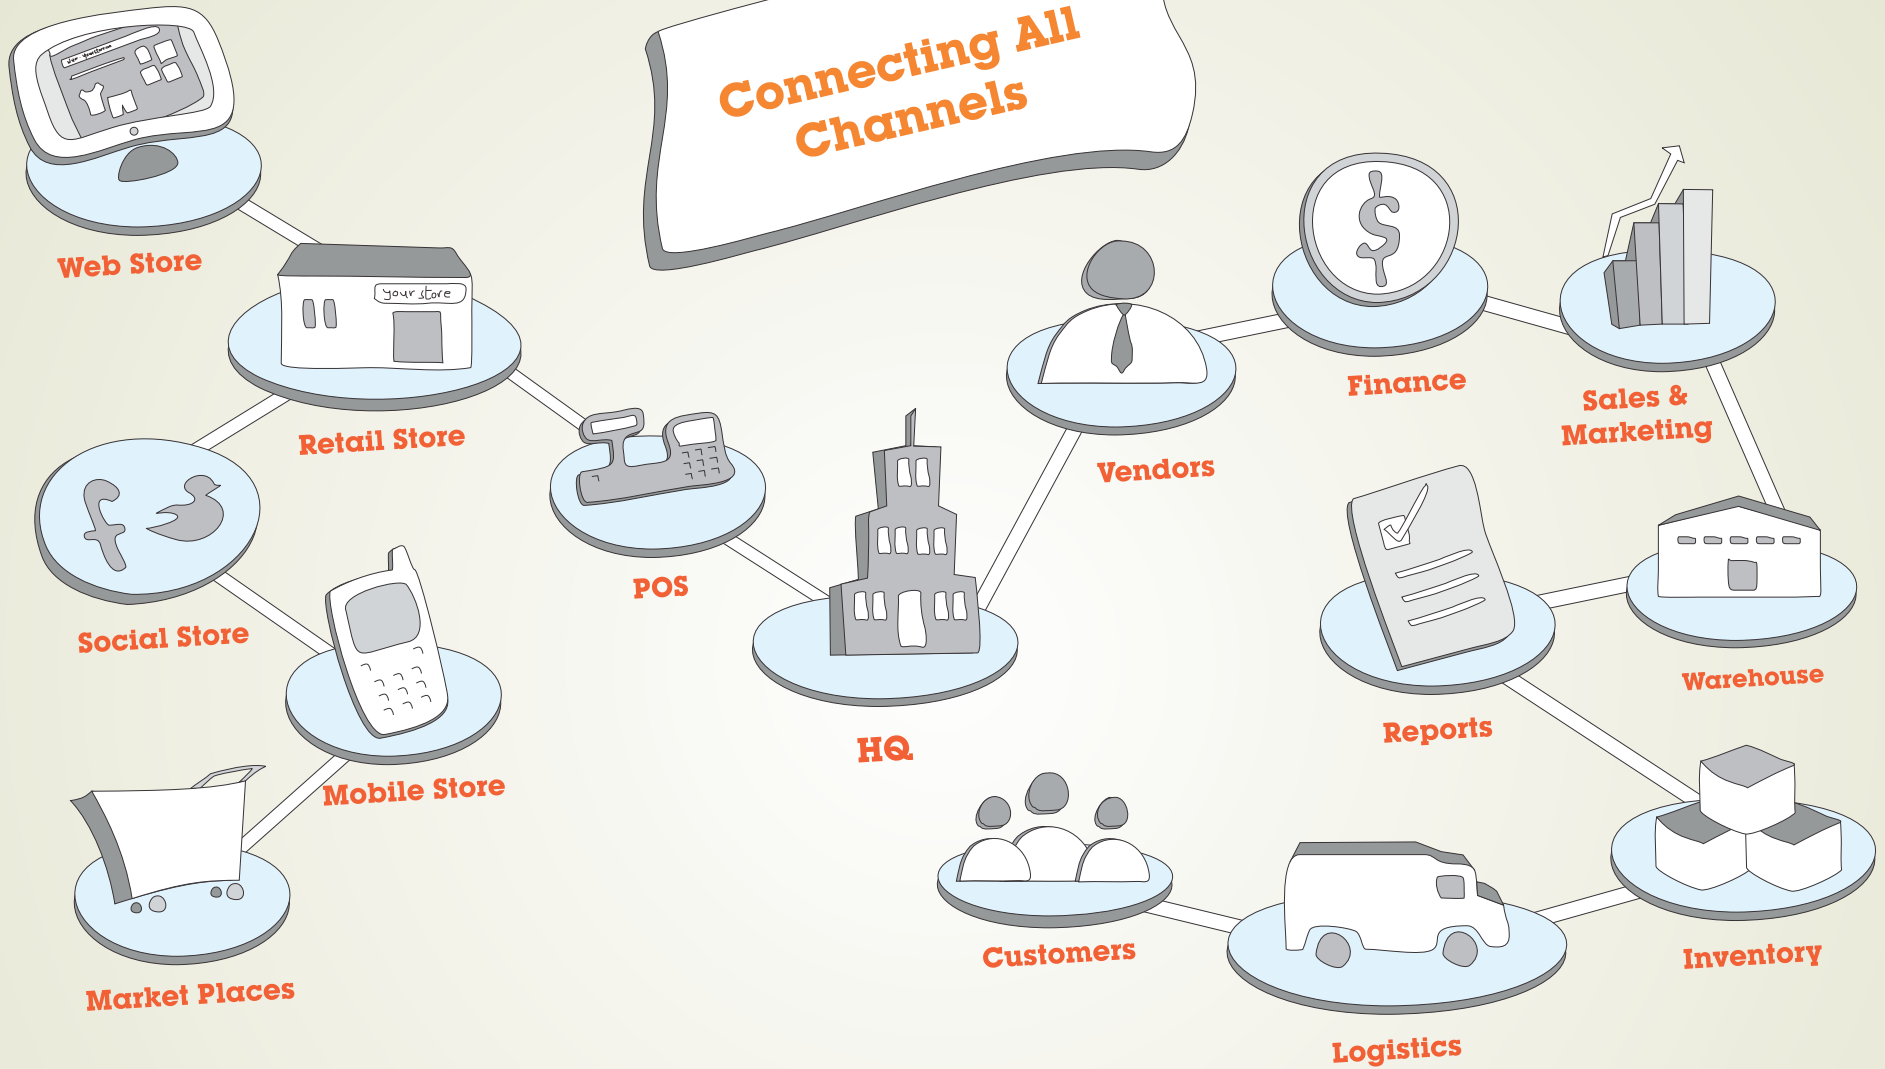 Connecting All
Channels
Web Store
your store
Retail Store
Social Store
Mobile Store
Market Places
POS
HQ
Vendors
Finance
Sales &
Marketing
Warehouse
Reports
Inventory
Logistics
Customers